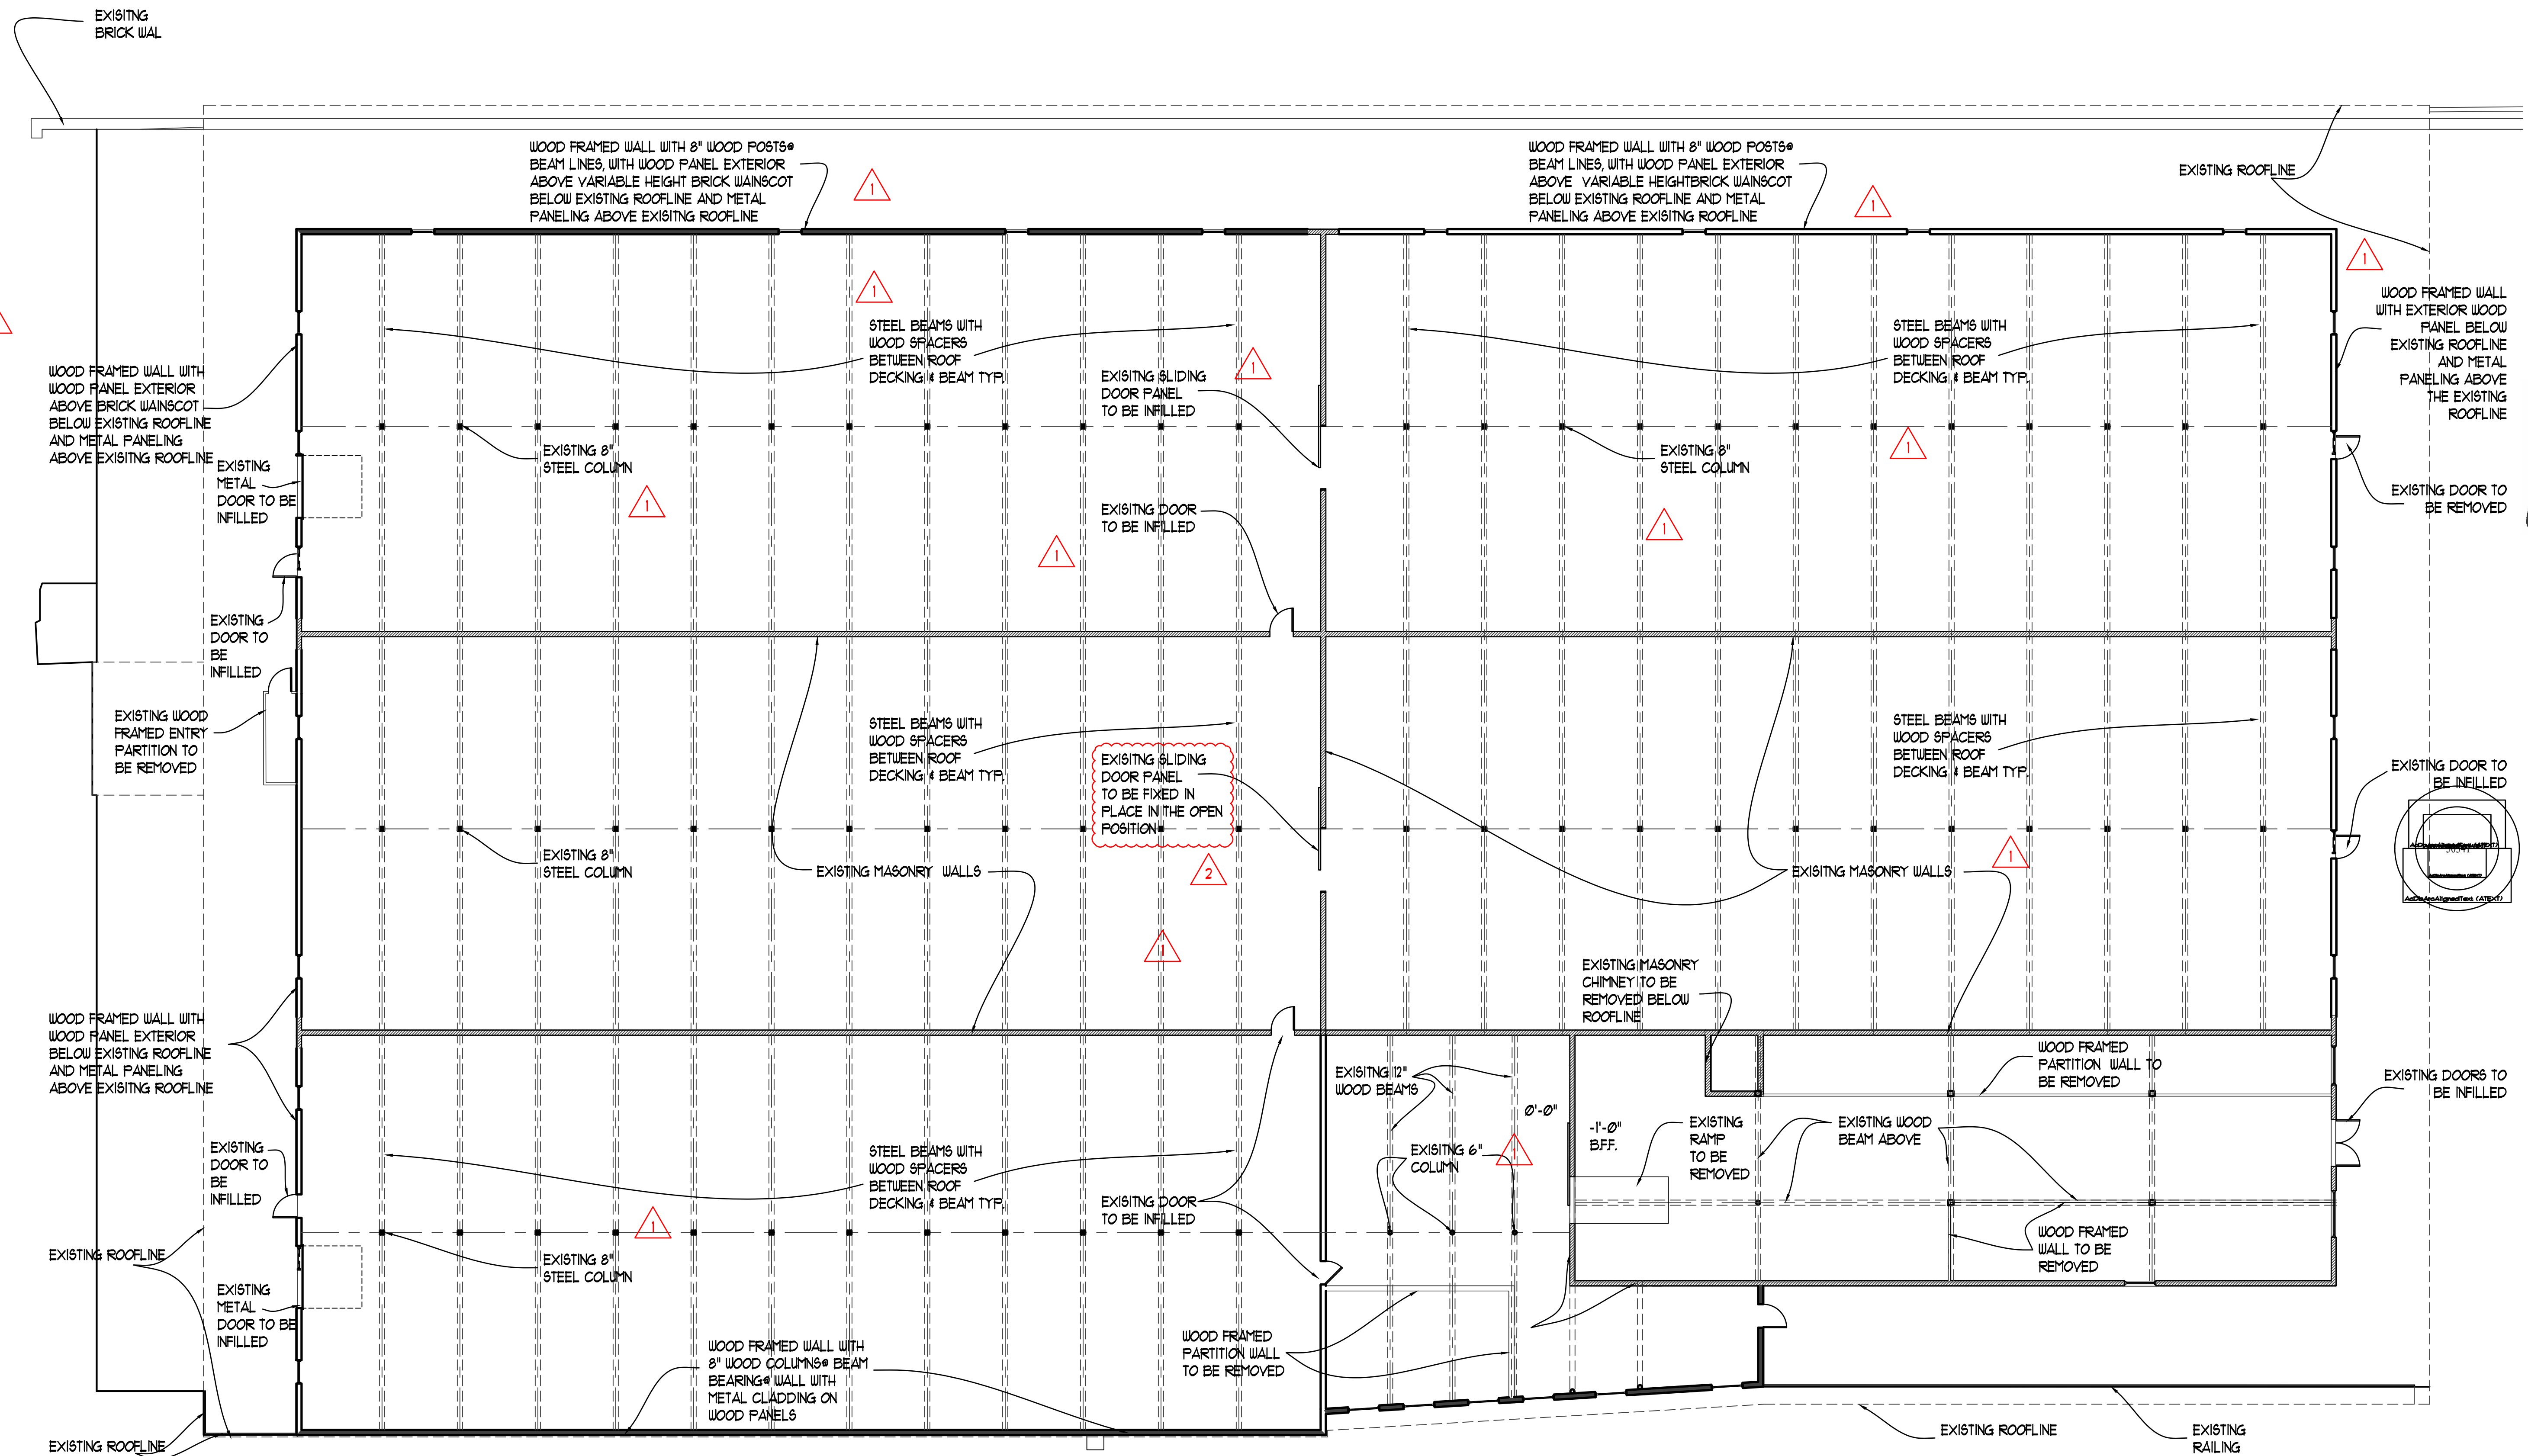 EXISITNG
BRICK WAL
WOOD FRAMED WALL WITH 8" WOOD POSTS@
BEAM LINES, WITH WOOD PANEL EXTERIOR
ABOVE VARIABLE HEIGHT BRICK WAINSCOT
BELOW EXISTING ROOFLINE AND METAL
PANELING ABOVE EXISITNG ROOFLINE
1
WOOD FRAMED WALL WITH 8" WOOD POSTS@
BEAM LINES, WITH WOOD PANEL EXTERIOR
ABOVE VARIABLE HEIGHTBRICK WAINSCOT
BELOW EXISTING ROOFLINE AND METAL
PANELING ABOVE EXISITNG ROOFLINE
1
EXISTING ROOFLINE
1
1
WOOD FRAMED WALL
WITH EXTERIOR WOOD
PANEL BELOW
EXISTING ROOFLINE
AND METAL
PANELING ABOVE
THE EXISTING
ROOFLINE
STEEL BEAMS WITH
WOOD SPACERS
BETWEEN ROOF
DECKING & BEAM TYP.
1
STEEL BEAMS WITH
WOOD SPACERS
BETWEEN ROOF
DECKING & BEAM TYP.
WOOD FRAMED WALL WITH
WOOD PANEL EXTERIOR
ABOVE BRICK WAINSCOT
BELOW EXISTING ROOFLINE
AND METAL PANELING
ABOVE EXISITNG ROOFLINE
EXISITNG SLIDING
DOOR PANEL
TO BE INFILLED
EXISTING 8"
STEEL COLUMN
EXISTING 8"
STEEL COLUMN
1
EXISTING
METAL
DOOR TO BE
INFILLED
1
EXISITNG DOOR
TO BE INFILLED
1
EXISTING DOOR TO
BE REMOVED
1
EXISTING
DOOR TO
BE
INFILLED
EXISTING WOOD
FRAMED ENTRY
PARTITION TO
BE REMOVED
STEEL BEAMS WITH
WOOD SPACERS
BETWEEN ROOF
DECKING & BEAM TYP.
EXISITNG SLIDING
DOOR PANEL
TO BE FIXED IN
PLACE IN THE OPEN
POSITION
2
STEEL BEAMS WITH
WOOD SPACERS
BETWEEN ROOF
DECKING & BEAM TYP.
EXISTING DOOR TO
BE INFILLED
AcDbArcAlignedText (ATEXT)
EXISTING 8"
STEEL COLUMN
EXISTING MASONRY WALLS
EXISITNG MASONRY WALLS
1
1
EXISTING MASONRY
CHIMNEY TO BE
REMOVED BELOW
ROOFLINE
WOOD FRAMED WALL WITH
WOOD PANEL EXTERIOR
BELOW EXISTING ROOFLINE
AND METAL PANELING
ABOVE EXISITNG ROOFLINE
WOOD FRAMED
PARTITION WALL TO
BE REMOVED
EXISITNG 12"
WOOD BEAMS
EXISTING DOORS TO
BE INFILLED
0'-0"
-1'-0"
B.F.F.
EXISTING
RAMP
TO BE
REMOVED
EXISTING WOOD
BEAM ABOVE
EXISTING
DOOR TO
BE
INFILLED
STEEL BEAMS WITH
WOOD SPACERS
BETWEEN ROOF
DECKING & BEAM TYP.
EXISITNG 6"
COLUMN
1
EXISITNG DOOR
TO BE INFILLED
1
EXISTING ROOFLINE
EXISTING 8"
STEEL COLUMN
WOOD FRAMED
WALL TO BE
REMOVED
EXISTING
METAL
DOOR TO BE
INFILLED
WOOD FRAMED WALL WITH
8" WOOD COLUMNS@ BEAM
BEARING@ WALL WITH
METAL CLADDING ON
WOOD PANELS
WOOD FRAMED
PARTITION WALL
TO BE REMOVED
EXISTING ROOFLINE
EXISTING ROOFLINE
EXISTING
RAILING